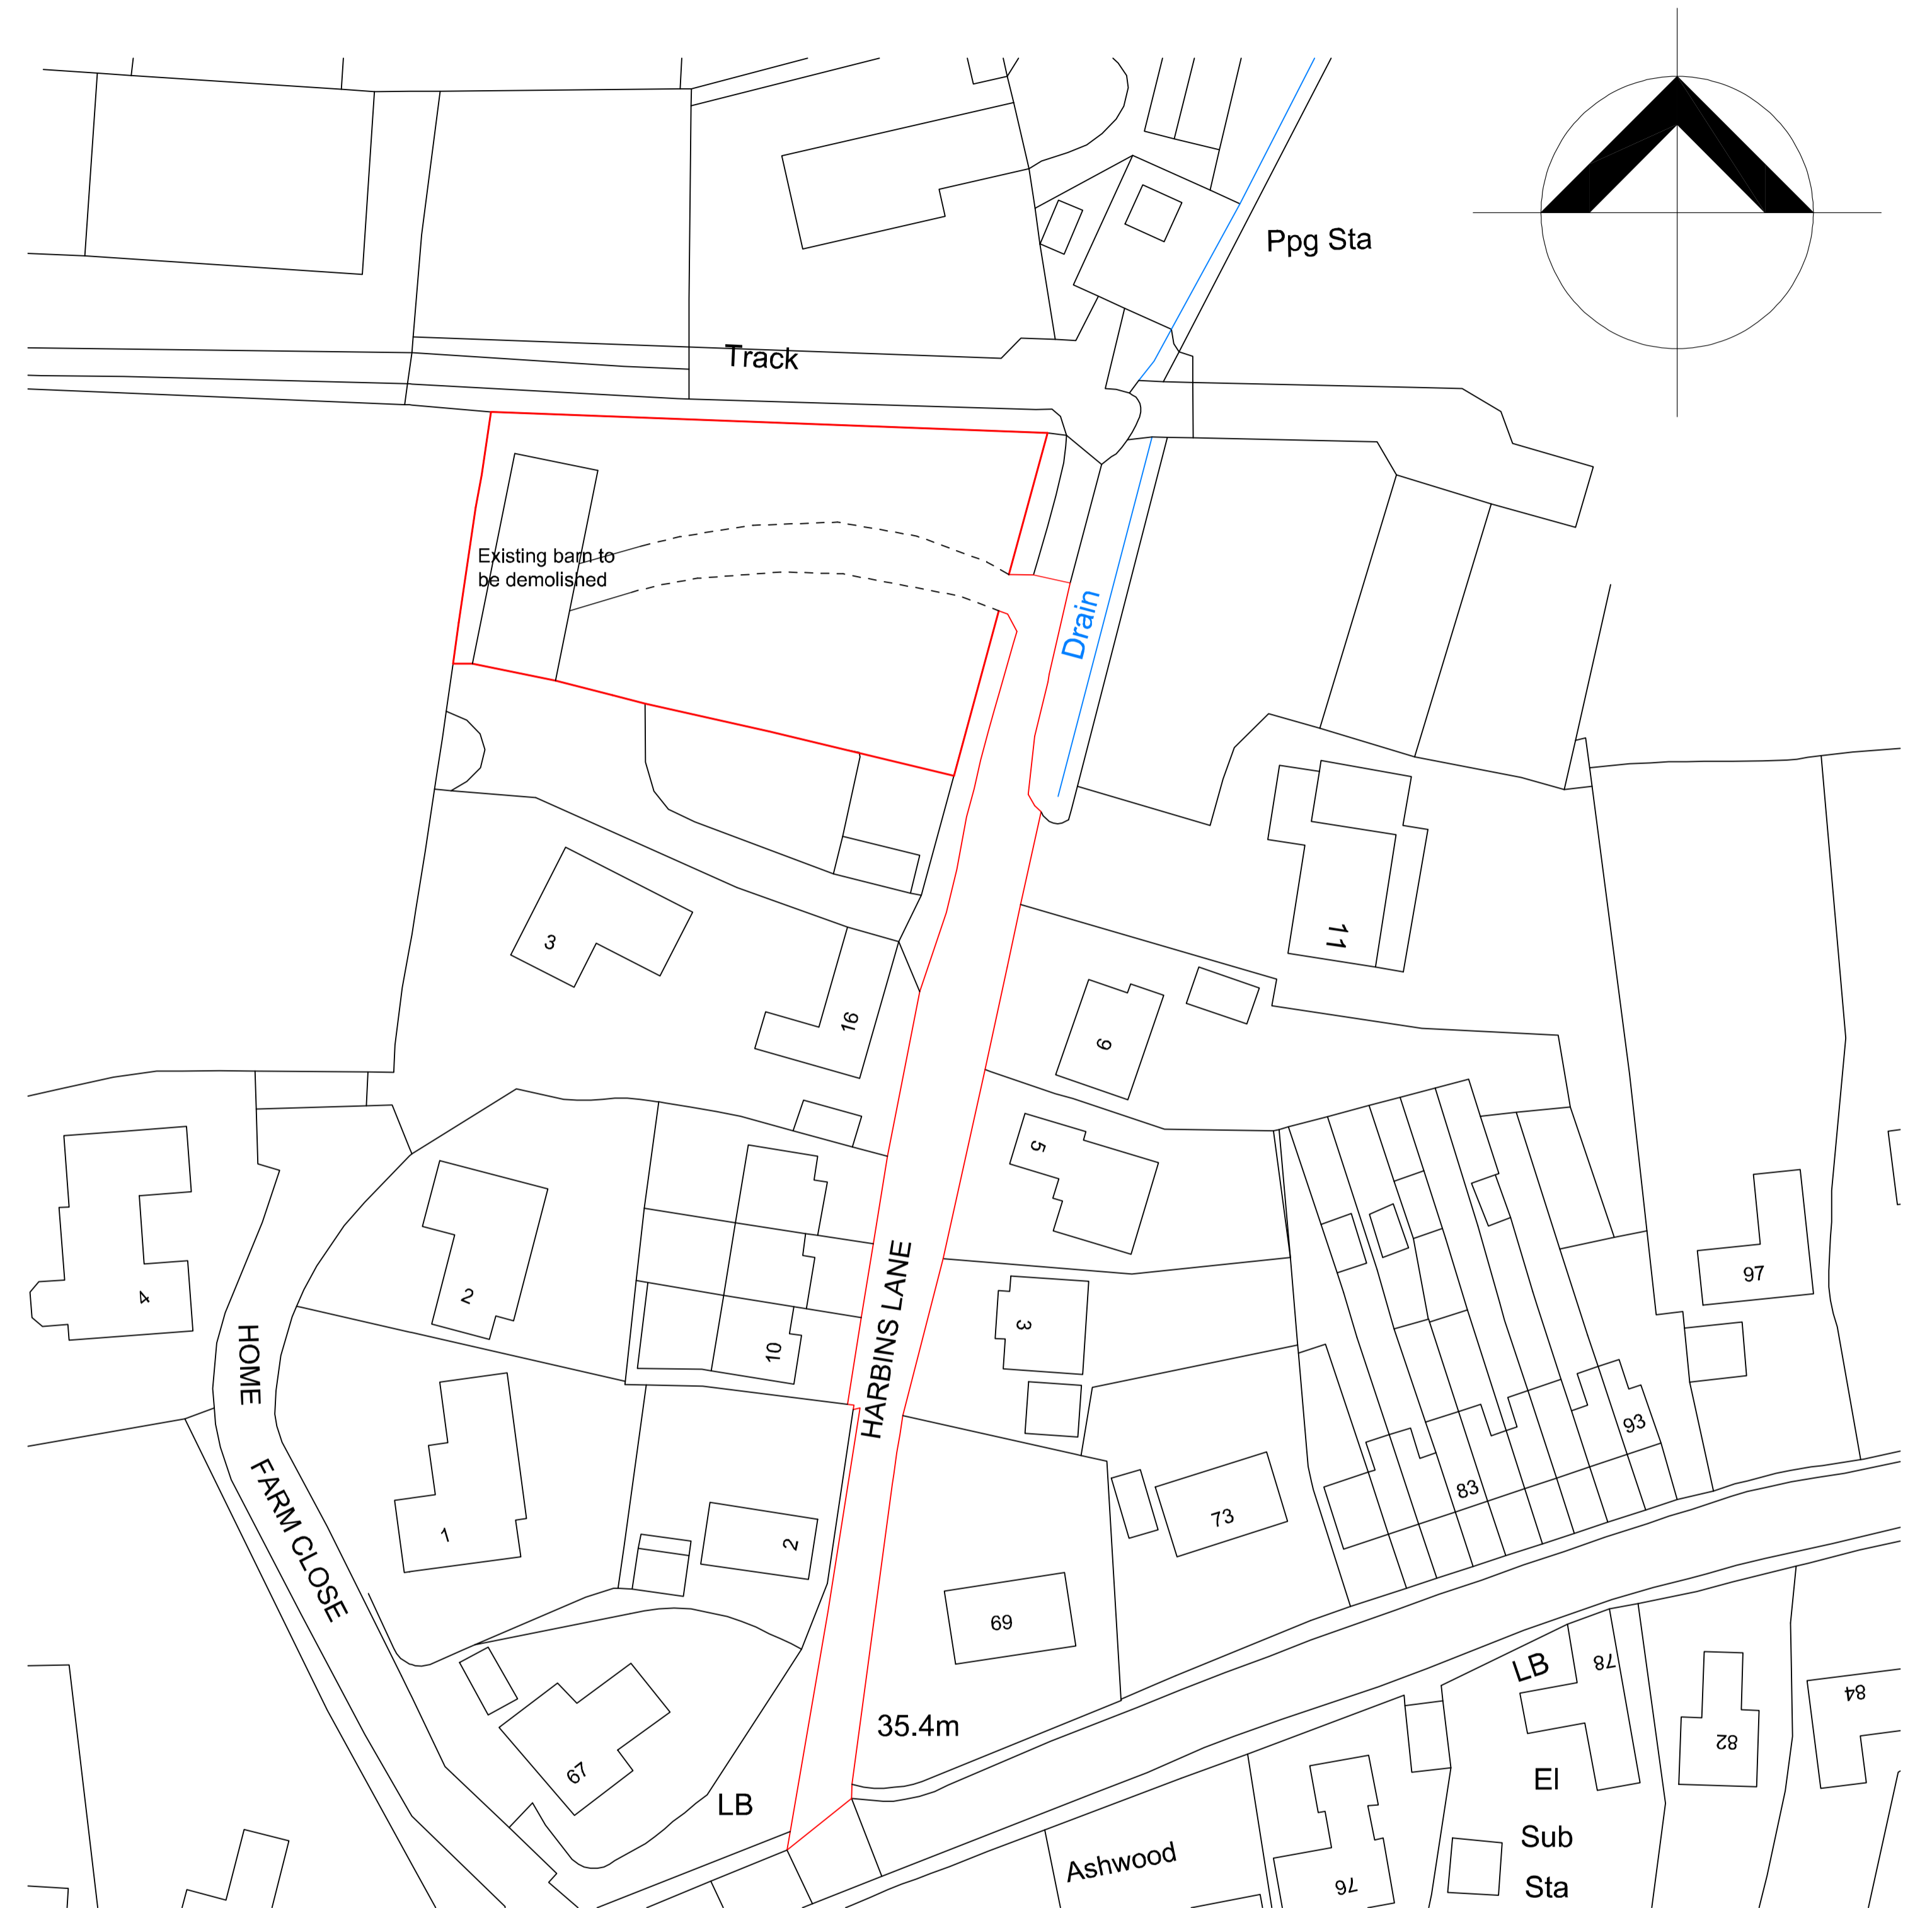 Ppg Sta
Track
Existing barn to
be demolished
Drain
11
3
16
9
5
4
2
3
97
10
HOME
HARBINS LANE
93
83
1
2
73
FARM CLOSE
69
78
LB
84
35.4m
82
67
El
LB
Sub
Ashwood
76
Sta